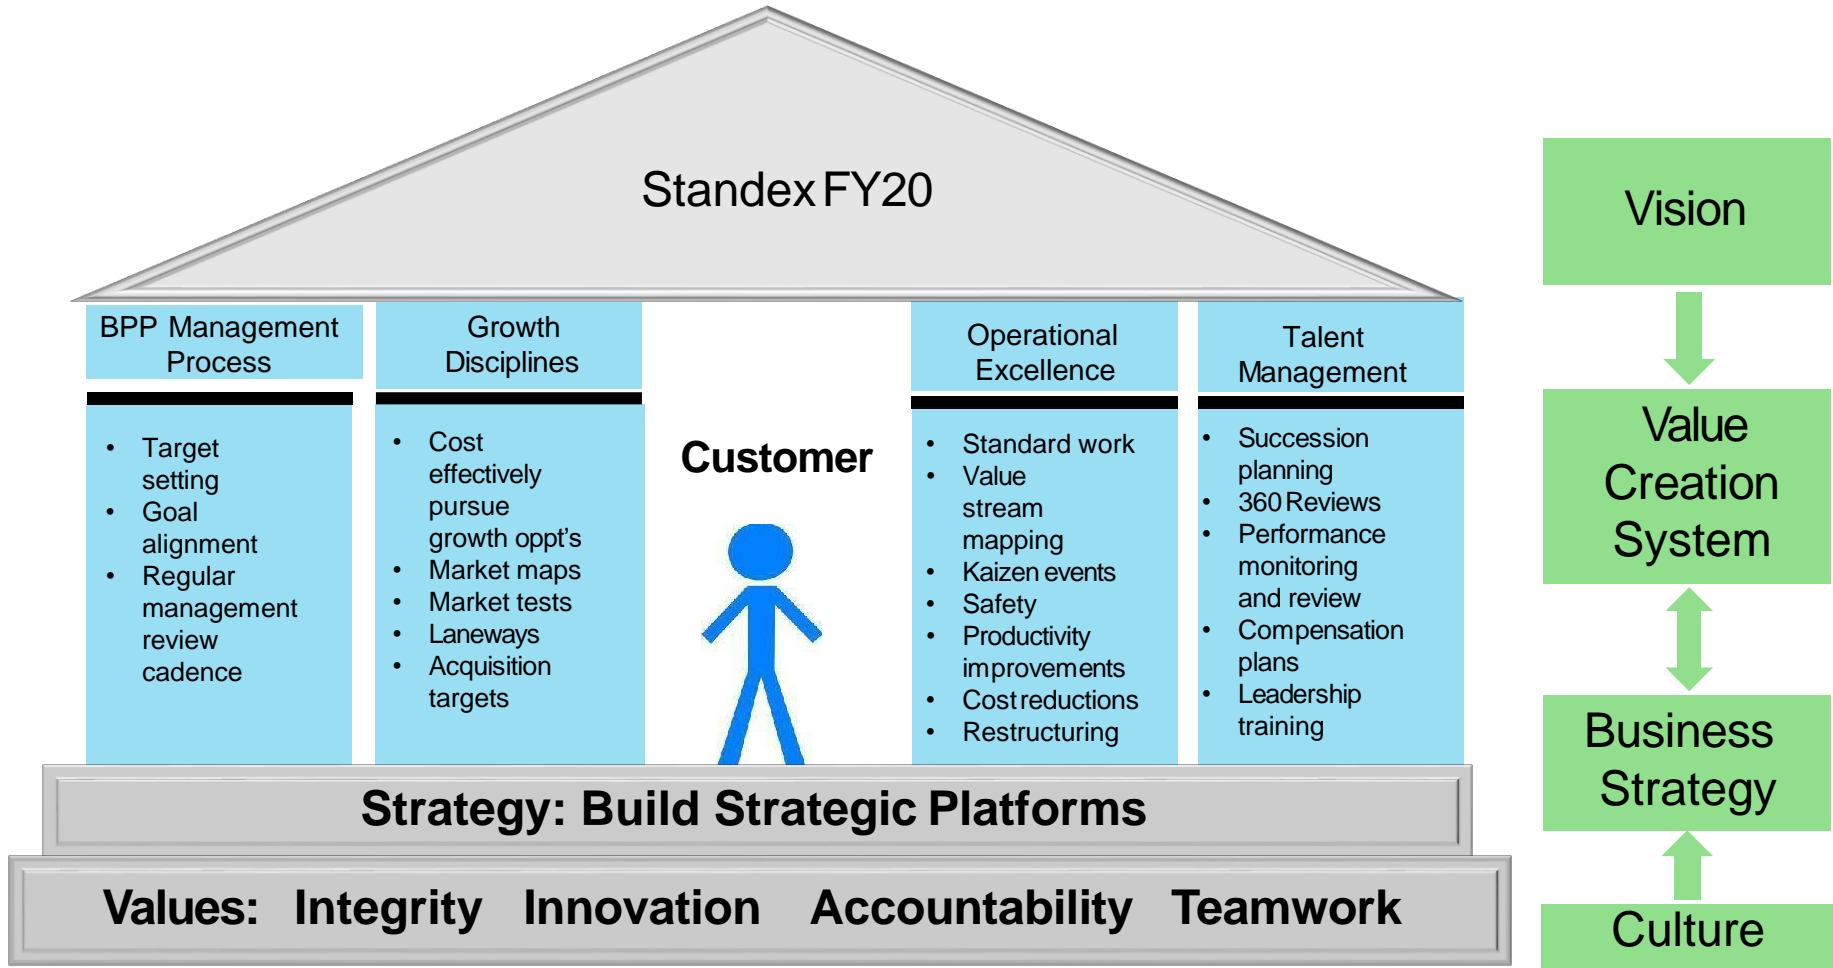 Standex FY20
BPP Management
Process
• Target
setting
• Goal
alignment
• Regular
management
review
cadence
Growth
Disciplines
• Cost
effectively
pursue
growth oppt's
• Market maps
• Market tests
• Laneways
• Acquisition
targets
Customer
Operational
Excellence
• Standard work
• Value
stream
mapping
• Kaizen events
• Safety
• Productivity
improvements
• Cost reductions
• Restructuring
Talent
Management
• Succession
planning
• 360 Reviews
• Performance
monitoring
and review
• Compensation
plans
• Leadership
training
Strategy: Build Strategic Platforms
Values: Integrity Innovation Accountability Teamwork
Vision
Value
Creation
System
Business
Strategy
Culture